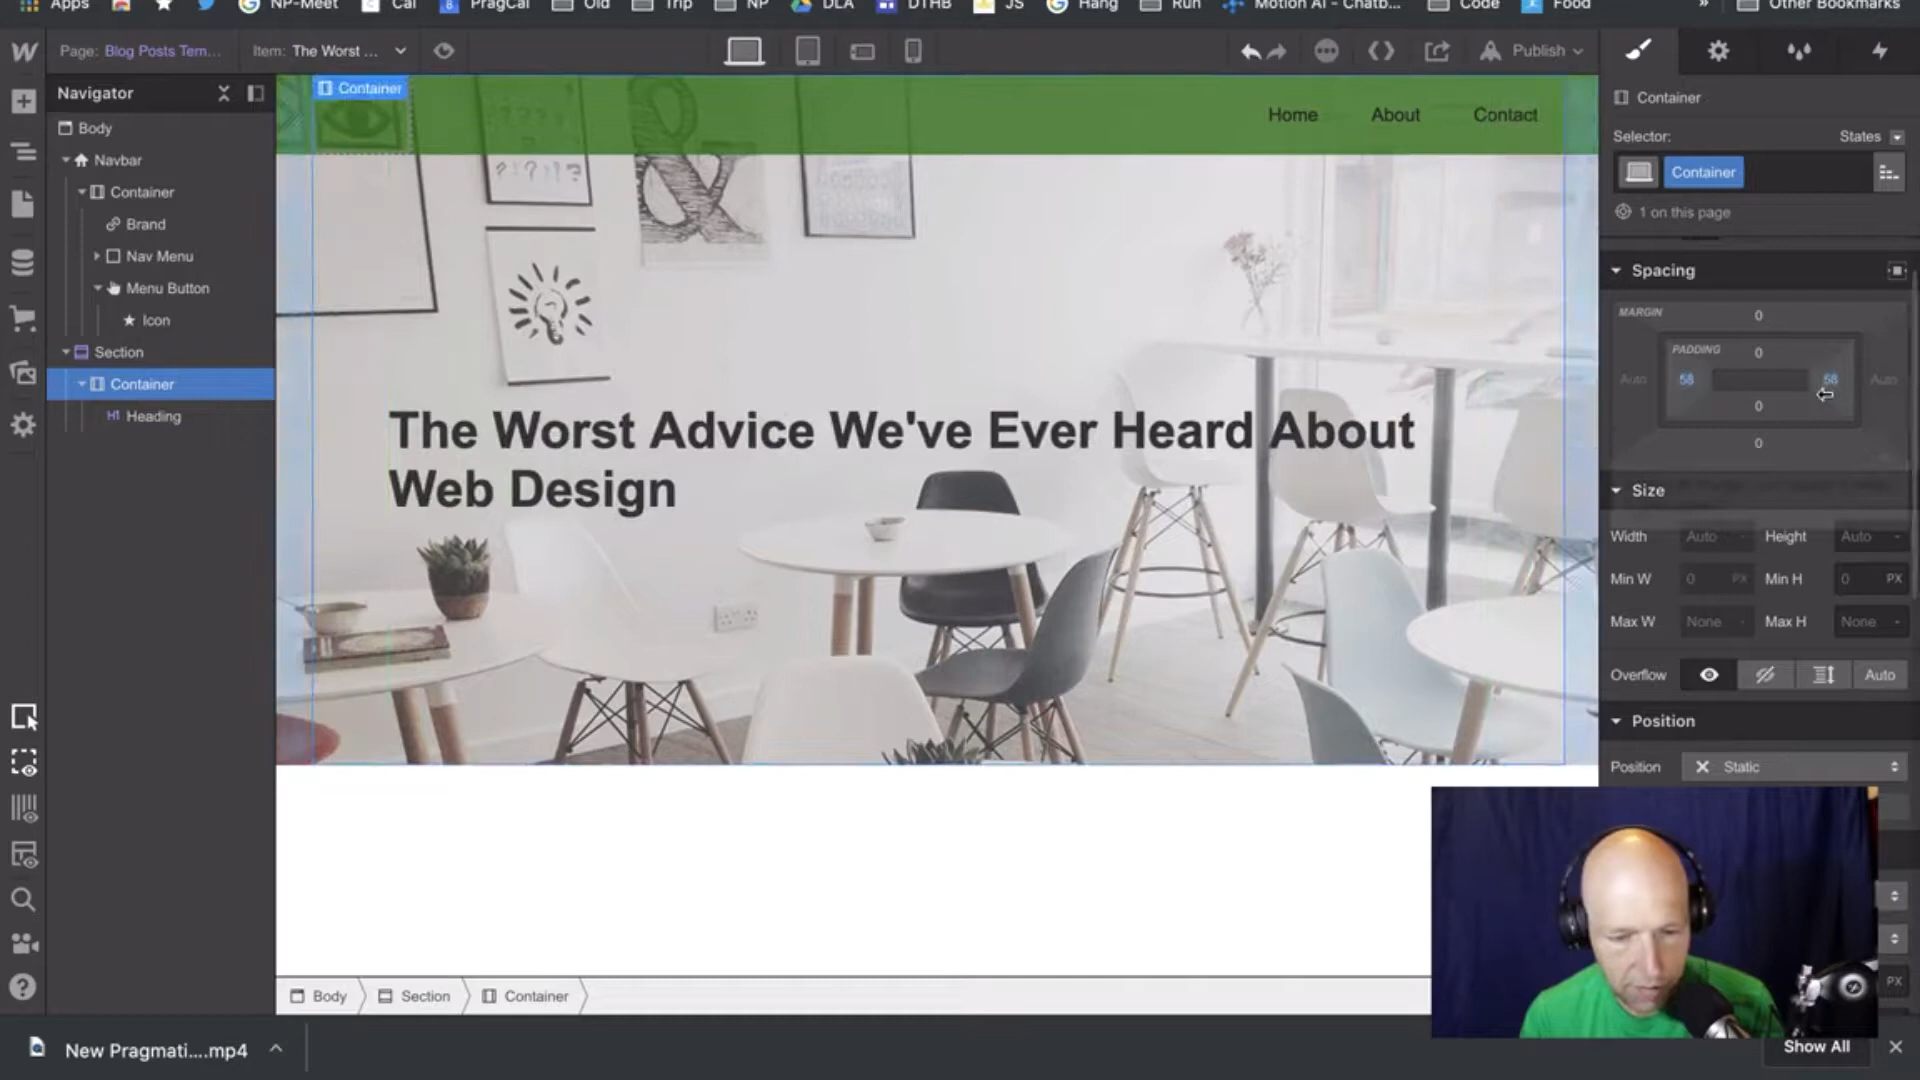 Apps
NP-Meet
Cal
PragCal
Old
Trip
NP
DLA
DTHB
JS
Hang
Run
Motion AI - Chatb...
Code
Food
»
Other Bookmarks
Page: Blog Posts Tem...
Item: The Worst ...
Publish
Navigator
Body
Navbar
Container
Brand
Nav Menu
Menu Button
Icon
Section
Container
H1 Heading
Container
Home
About
Contact
The Worst Advice We've Ever Heard About
Web Design
Body
Section
Container
Container
Selector:
States
Container
1 on this page
Spacing
MARGIN
0
PADDING
0
Auto
58
58
Auto
0
0
Size
Width
Auto
-
Height
Auto
-
Min W
0
PX
Min H
0
PX
Max W
None
-
Max H
None
-
Overflow
Auto
Position
Position
Static
PX
New Pragmati....mp4
Show All